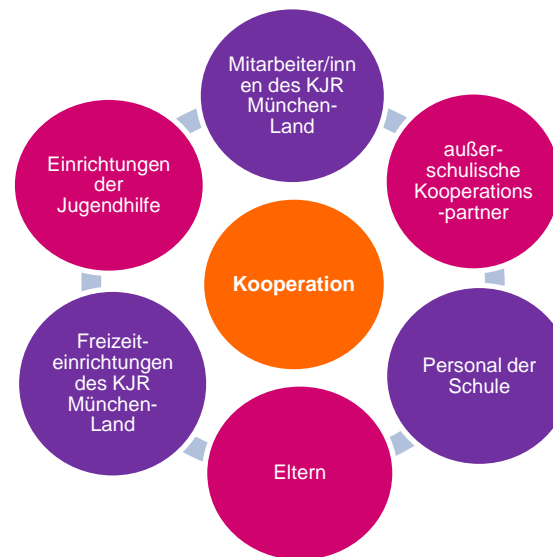 Mitarbeiter/inn
en des KJR
München-
Land
außer-
schulische
Kooperations
-partner
Personal der
Schule
Eltern
Freizeit-
einrichtungen
des KJR
München-
Land
Einrichtungen
der
Jugendhilfe
Kooperation